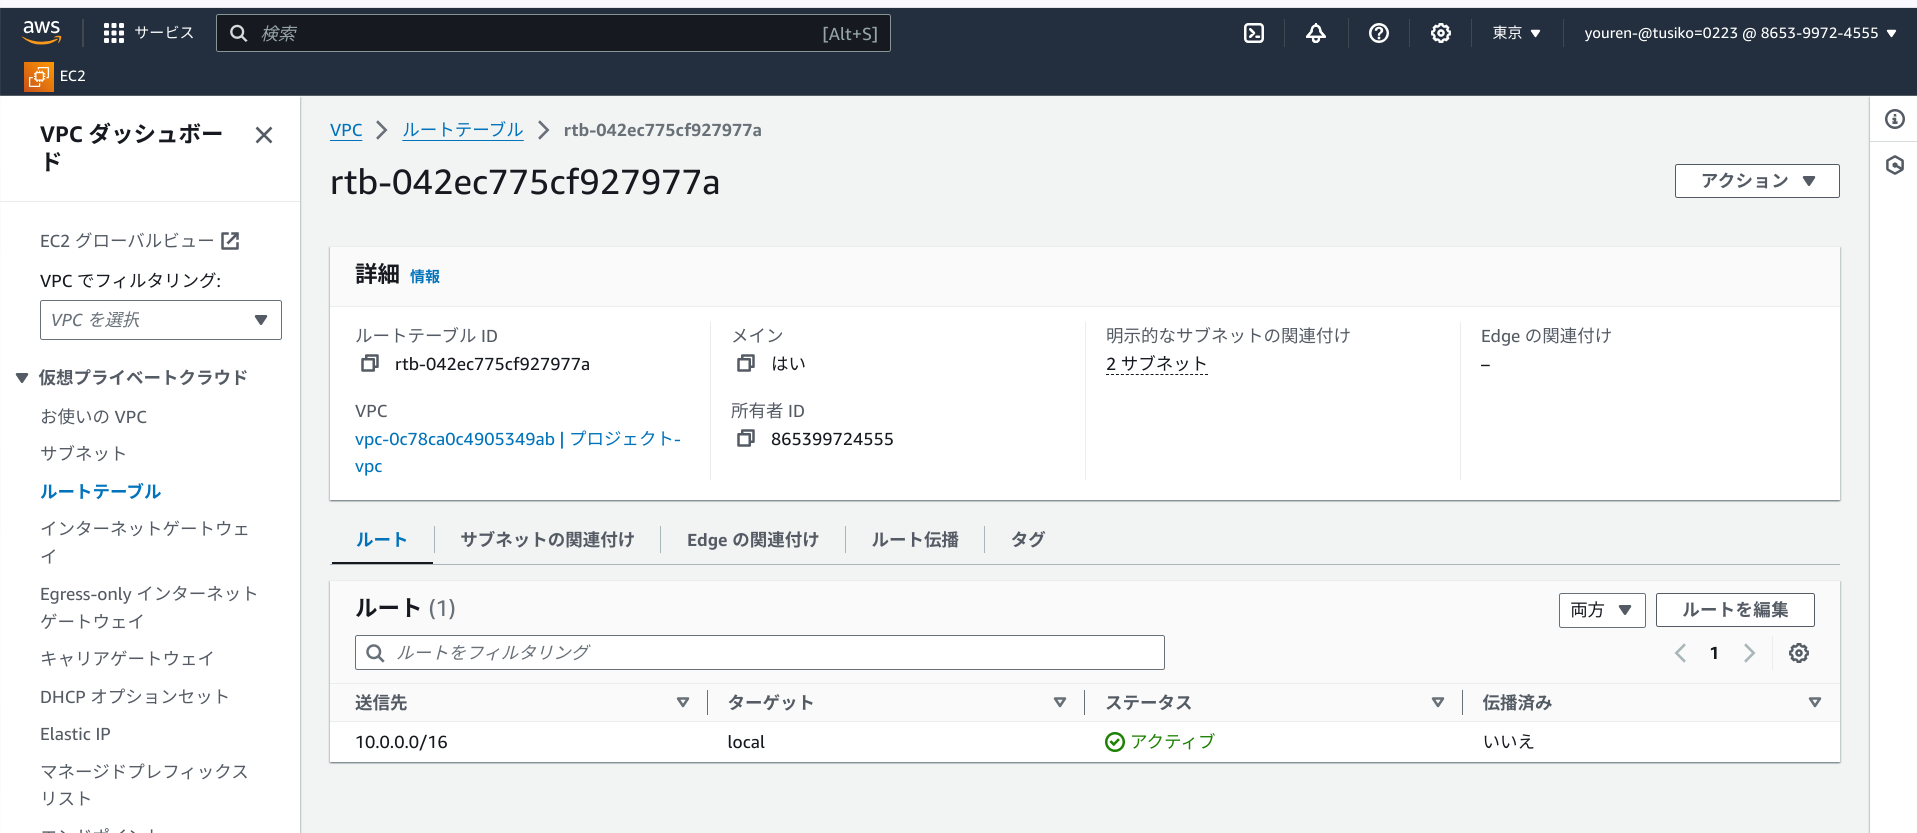 aws
サービス
検索
[Alt+S]
東京 ▼
youren-@tusiko=0223 @ 8653-9972-4555 ▼
EC2
VPC ダッシュボー
ド
EC2 グローバルビュー
VPC でフィルタリング:
VPC を選択
仮想プライベートクラウド
お使いの VPC
サブネット
ルートテーブル
インターネットゲートウェ
イ
Egress-only インターネット
ゲートウェイ
キャリアゲートウェイ
DHCP オプションセット
Elastic IP
マネージドプレフィックス
リスト
エンドポイント
VPC > ルートテーブル > rtb-042ec775cf927977a
rtb-042ec775cf927977a
アクション ▼
詳細 情報
ルートテーブル ID
rtb-042ec775cf927977a
メイン
はい
明示的なサブネットの関連付け
2 サブネット
Edge の関連付け
–
VPC
vpc-0c78ca0c4905349ab | プロジェクト-
vpc
所有者 ID
865399724555
ルート
サブネットの関連付け
Edge の関連付け
ルート伝播
タグ
ルート (1)
両方 ▼
ルートを編集
ルートをフィルタリング
1
送信先
ターゲット
ステータス
伝播済み
10.0.0.0/16
local
アクティブ
いいえ